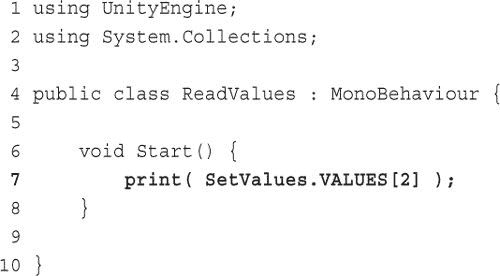 1 using UnityEngine;
2 using System.Collections;
3
4 public class ReadValues : MonoBehaviour {
5
6     void Start() {
7         print( SetValues.VALUES[2] );
8     }
9
10 }